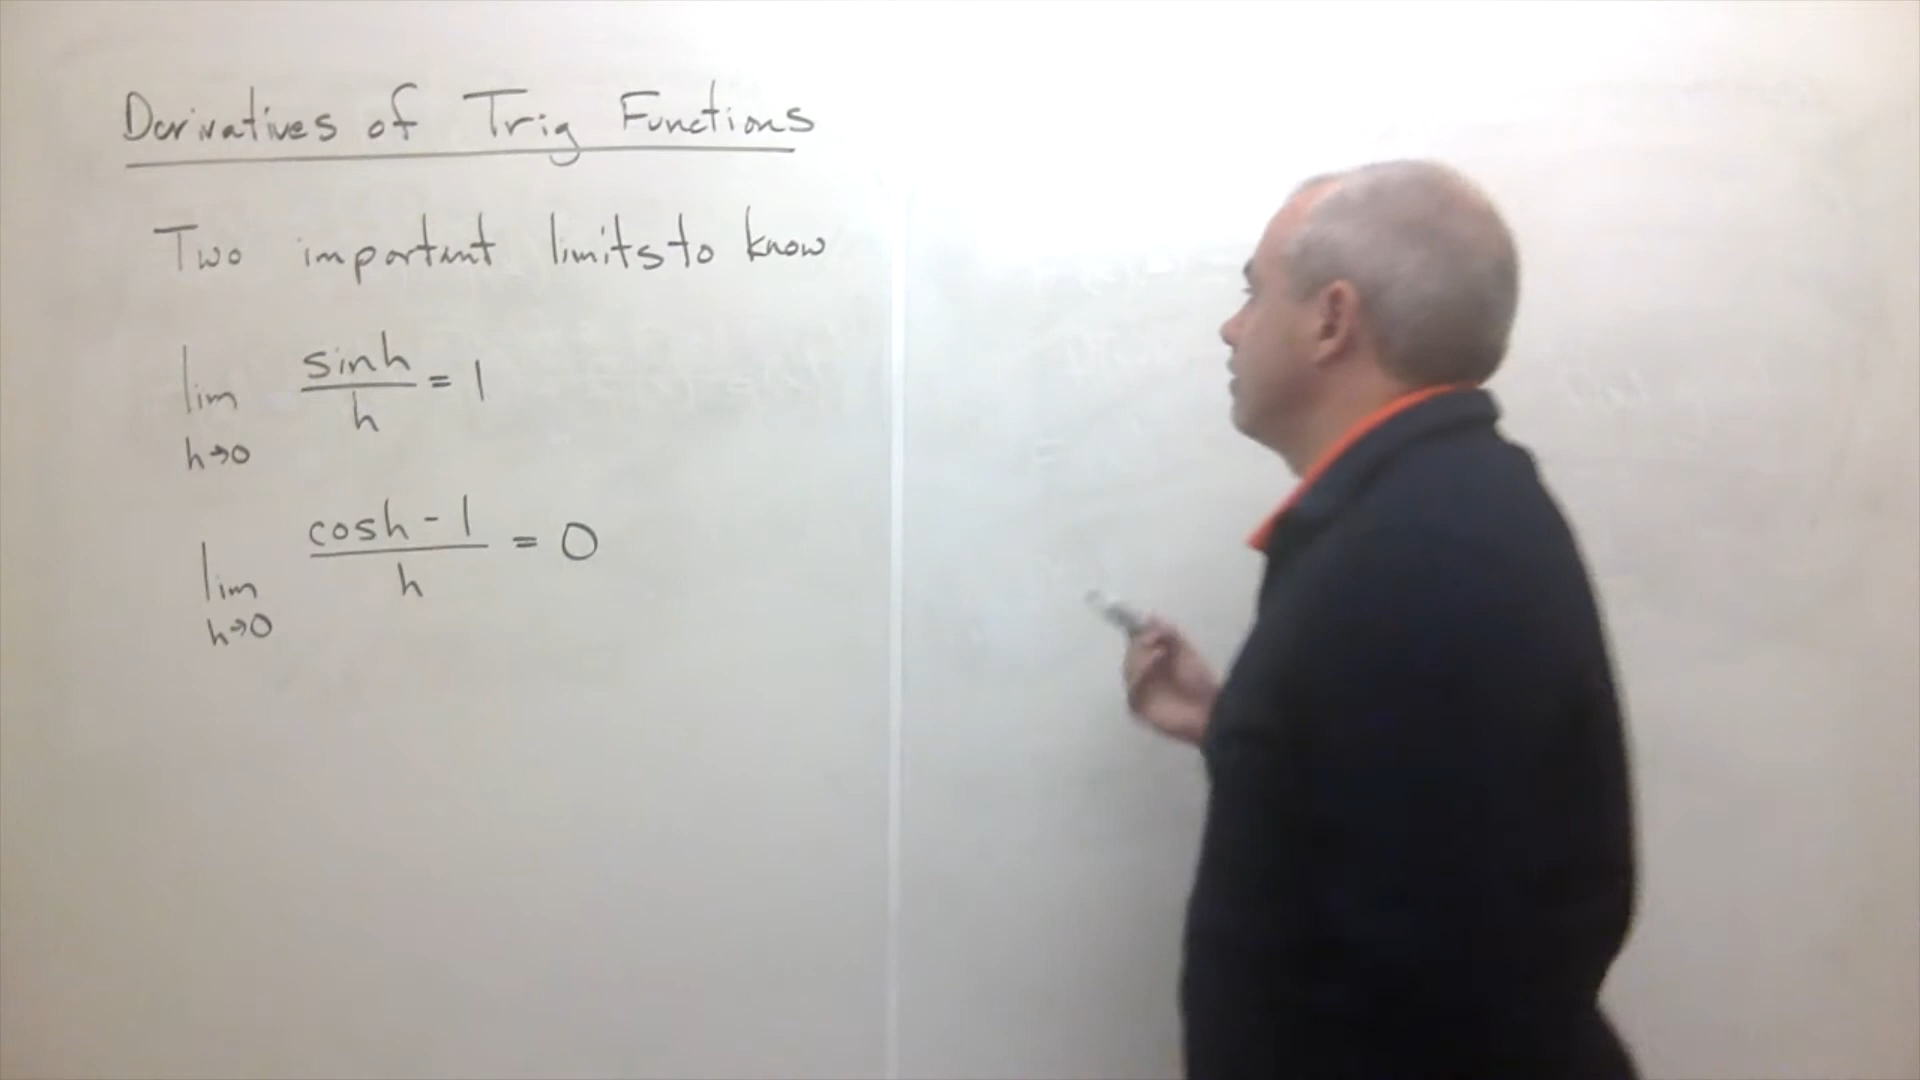 Derivatives of Trig Functions
Two important limits to know
lim sinh/h = 1
h→0
lim cosh-1/h = 0
h→0